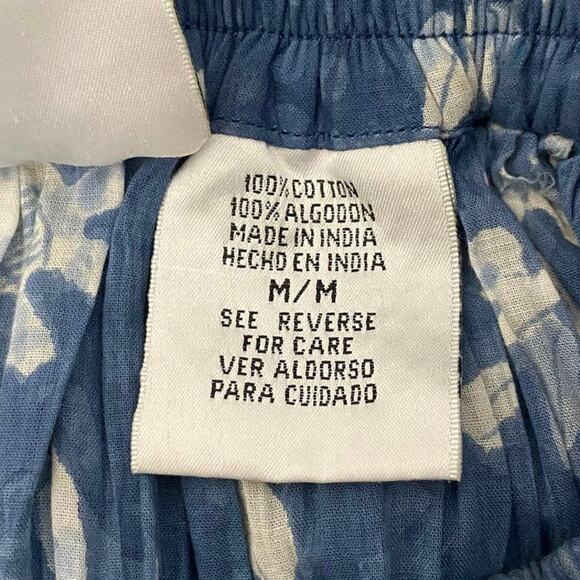 100% COTTON
100% ALGODON
MADE IN INDIA
HECHO EN INDIA
M/M
SEE REVERSE
FOR CARE
VER ALDORSO
PARA CUIDADO